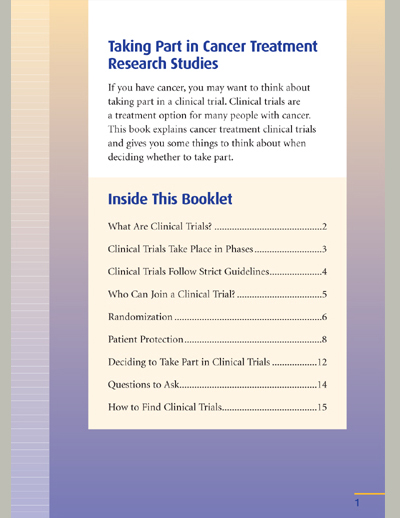 Taking Part in Cancer Treatment
Research Studies
If you have cancer, you may want to think about
taking part in a clinical trial. Clinical trials are
a treatment option for many people with cancer.
This book explains cancer treatment clinical trials
and gives you some things to think about when
deciding whether to take part.
Inside This Booklet
What Are Clinical Trials? ..........................................2
Clinical Trials Take Place in Phases..........................3
Clinical Trials Follow Strict Guidelines....................4
Who Can Join a Clinical Trial? .................................5
Randomization .........................................................6
Patient Protection.....................................................8
Deciding to Take Part in Clinical Trials .................12
Questions to Ask.....................................................14
How to Find Clinical Trials.....................................15
1